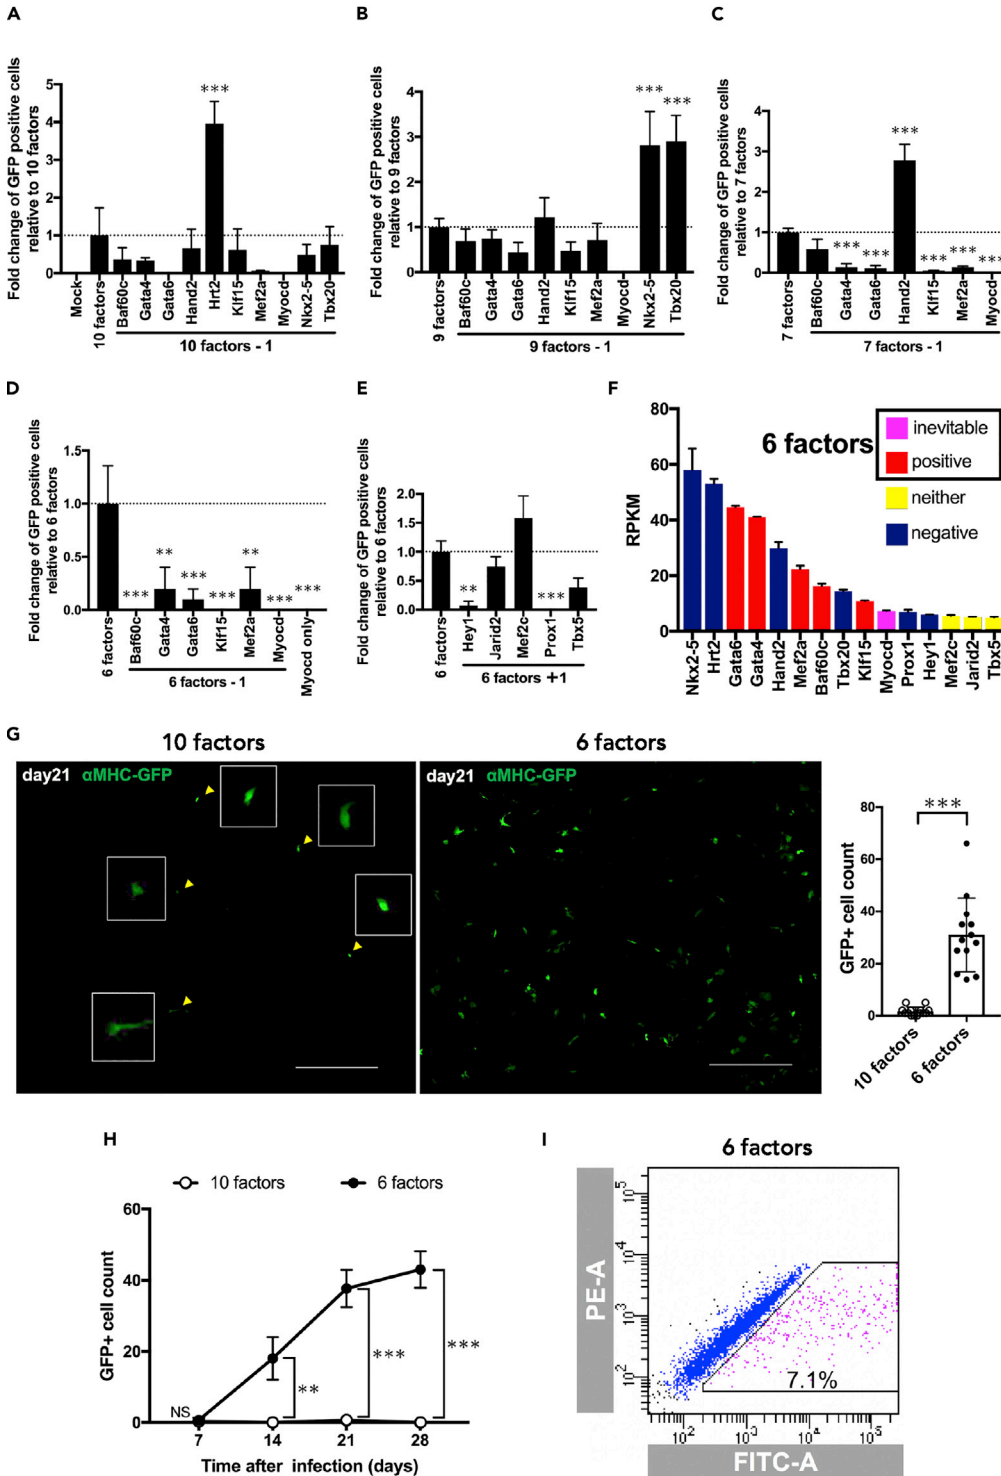 A
Fold change of GFP positive cells
relative to 10 factors
5
4
3
2
1
0
***
Mock
10 factors
Baf60c
Gata4
Gata6
Hand2
Hrt2
Klf15
Mef2a
Myocd
Nkx2-5
Tbx20
10 factors - 1
B
Fold change of GFP positive cells
relative to 9 factors
4
3
2
1
0
***
***
9 factors
Baf60c
Gata4
Gata6
Hand2
Klf15
Mef2a
Myocd
Nkx2-5
Tbx20
9 factors - 1
C
Fold change of GFP positive cells
relative to 7 factors
4
3
2
1
0
***
***
***
***
***
***
7 factors
Baf60c
Gata4
Gata6
Hand2
Klf15
Mef2a
Myocd
7 factors - 1
D
Fold change of GFP positive cells
relative to 6 factors
1.5
1.0
0.5
0.0
***
**
***
***
**
***
***
6 factors
Baf60c
Gata4
Gata6
Klf15
Mef2a
Myocd
Myocd only
6 factors - 1
E
Fold change of GFP positive cells
relative to 6 factors
2.0
1.5
1.0
0.5
0.0
**
***
6 factors
Hey1
Jarid2
Mef2c
Prox1
Tbx5
6 factors +1
F
RPKM
80
60
40
20
0
6 factors
inevitable
positive
neither
negative
Nkx2-5
Hrt2
Gata6
Gata4
Hand2
Mef2a
Baf60c
Tbx20
Klf15
Myocd
Prox1
Hey1
Mef2c
Jarid2
Tbx5
G
10 factors
day21 αMHC-GFP
6 factors
day21 αMHC-GFP
GFP+ cell count
80
60
40
20
0
***
10 factors
6 factors
H
10 factors
6 factors
GFP+ cell count
60
40
20
0
NS
**
***
***
7
14
21
28
Time after infection (days)
I
6 factors
PE-A
10⁵
10⁴
10³
10²
7.1%
10²
10³
10⁴
10⁵
FITC-A